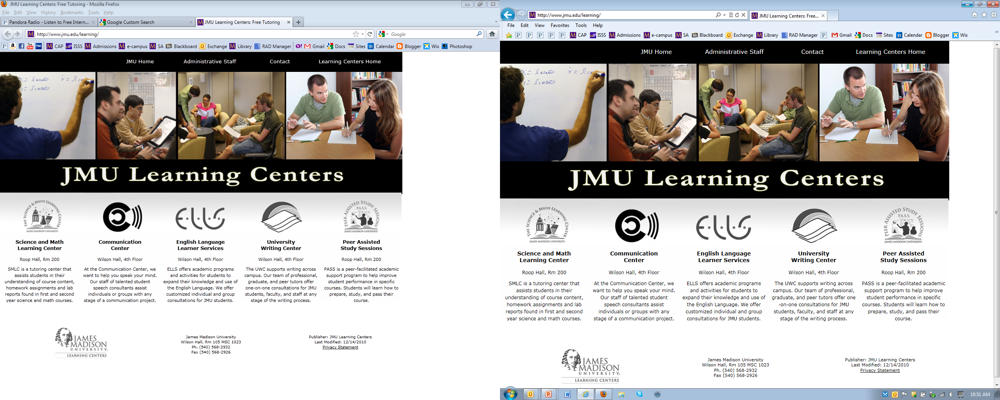 JMU Learning Centers: Free Tutoring - Mozilla Firefox
File Edit View History Bookmarks Tools Help
Pandora Radio - Listen to Free Intern...
Google Custom Search
JMU Learning Centers: Free Tutoring
http://www.jmu.edu/learning/
Google
CAP ISSS Admissions e-campus SA Blackboard Exchange Library RAD Manager Gmail Docs Sites Calendar Blogger Wix Photoshop
JMU Home Administrative Staff Contact Learning Centers Home
JMU Learning Centers
Science and Math
Learning Center
Roop Hall, Rm 200
SMLC is a tutoring center that
assists students in their
understanding of course content,
homework assignments and lab
reports found in first and second
year science and math courses.
Communication
Center
Wilson Hall, 4th Floor
At the Communication Center, we
want to help you speak your mind.
Our staff of talented student
speech consultants assist
individuals or groups with any
stage of a communication project.
ELLS
English Language
Learner Services
Wilson Hall, 4th Floor
ELLS offers academic programs
and activities for students to
expand their knowledge and use of
the English Language. We offer
customized individual and group
consultations for JMU students.
University
Writing Center
Wilson Hall, 4th Floor
The UWC supports writing across
campus. Our team of professional,
graduate, and peer tutors offer
one-on-one consultations for JMU
students, faculty, and staff at any
stage of the writing process.
PEER ASSISTED STUDY SESSIONS
P.A.S.S.
JAMES MADISON UNIVERSITY
Peer Assisted
Study Sessions
Roop Hall, Rm 200
PASS is a peer-facilitated academic
support program to help improve
student performance in specific
courses. Students will learn how to
prepare, study, and pass their
course.
JAMES
MADISON
UNIVERSITY
LEARNING CENTERS
James Madison University
Wilson Hall, Rm 105 MSC 1023
Ph. (540) 568-2932
Fax (540) 568-2926
Publisher: JMU Learning Centers
Last Modified: 12/14/2010
Privacy Statement
http://www.jmu.edu/learning/
JMU Learning Centers: Free...
File Edit View Favorites Tools Help
CAP ISSS Admissions e-campus SA Blackboard Exchange Library RAD Manager Gmail Docs Sites Calendar Blogger Wix
JMU Home Administrative Staff Contact Learning Centers Home
JMU Learning Centers
THE SCIENCE & MATH LEARNING CENTER
JAMES MADISON UNIVERSITY
Science and Math
Learning Center
Roop Hall, Rm 200
SMLC is a tutoring center that
assists students in their
understanding of course content,
homework assignments and lab
reports found in first and second
year science and math courses.
Communication
Center
Wilson Hall, 4th Floor
At the Communication Center, we
want to help you speak your mind.
Our staff of talented student
speech consultants assist
individuals or groups with any
stage of a communication project.
ELLS
English Language
Learner Services
Wilson Hall, 4th Floor
ELLS offers academic programs
and activities for students to
expand their knowledge and use of
the English Language. We offer
customized individual and group
consultations for JMU students.
University
Writing Center
Wilson Hall, 4th Floor
The UWC supports writing across
campus. Our team of professional,
graduate, and peer tutors offer one
-on-one consultations for JMU
students, faculty, and staff at any
stage of the writing process.
PEER ASSISTED STUDY SESSIONS
P.A.S.S.
JAMES MADISON UNIVERSITY
Peer Assisted
Study Sessions
Roop Hall, Rm 200
PASS is a peer-facilitated academic
support program to help improve
student performance in specific
courses. Students will learn how to
prepare, study, and pass their
course.
JAMES
MADISON
UNIVERSITY
LEARNING CENTERS
James Madison University
Wilson Hall, Rm 105 MSC 1023
Ph. (540) 568-2932
Fax (540) 568-2926
Publisher: JMU Learning Centers
Last Modified: 12/14/2010
Privacy Statement
10:51 AM